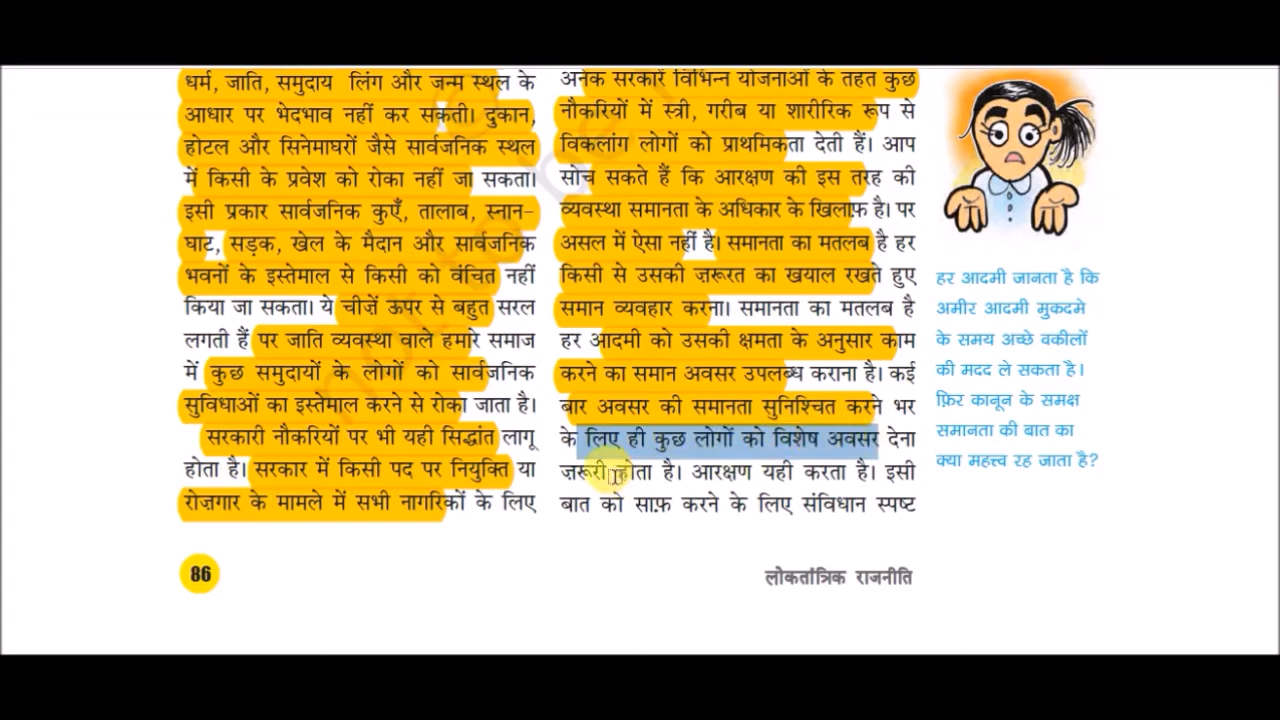 धर्म, जाति, समुदाय लिंग और जन्म स्थल के
आधार पर भेदभाव नहीं कर सकती। दुकान,
होटल और सिनेमाघरों जैसे सार्वजनिक स्थल
में किसी के प्रवेश को रोका नहीं जा सकता।
इसी प्रकार सार्वजनिक कुएँ, तालाब, स्नान-
घाट, सड़क, खेल के मैदान और सार्वजनिक
भवनों के इस्तेमाल से किसी को वंचित नहीं
किया जा सकता। ये चीज़ें ऊपर से बहुत सरल
लगती हैं पर जाति व्यवस्था वाले हमारे समाज
में कुछ समुदायों के लोगों को सार्वजनिक
सुविधाओं का इस्तेमाल करने से रोका जाता है।
सरकारी नौकरियों पर भी यही सिद्धांत लागू
होता है। सरकार में किसी पद पर नियुक्ति या
रोज़गार के मामले में सभी नागरिकों के लिए
अनेक सरकारें विभिन्न योजनाओं के तहत कुछ
नौकरियों में स्त्री, गरीब या शारीरिक रूप से
विकलांग लोगों को प्राथमिकता देती हैं। आप
सोच सकते हैं कि आरक्षण की इस तरह की
व्यवस्था समानता के अधिकार के खिलाफ़ है। पर
असल में ऐसा नहीं है। समानता का मतलब है हर
किसी से उसकी ज़रूरत का खयाल रखते हुए
समान व्यवहार करना। समानता का मतलब है
हर आदमी को उसकी क्षमता के अनुसार काम
करने का समान अवसर उपलब्ध कराना है। कई
बार अवसर की समानता सुनिश्चित करने भर
के लिए ही कुछ लोगों को विशेष अवसर देना
ज़रूरी होता है। आरक्षण यही करता है। इसी
बात को साफ़ करने के लिए संविधान स्पष्ट
हर आदमी जानता है कि
अमीर आदमी मुकदमे
के समय अच्छे वकीलों
की मदद ले सकता है।
फ़िर कानून के समक्ष
समानता की बात का
क्या महत्त्व रह जाता है?
86
लोकतांत्रिक राजनीति